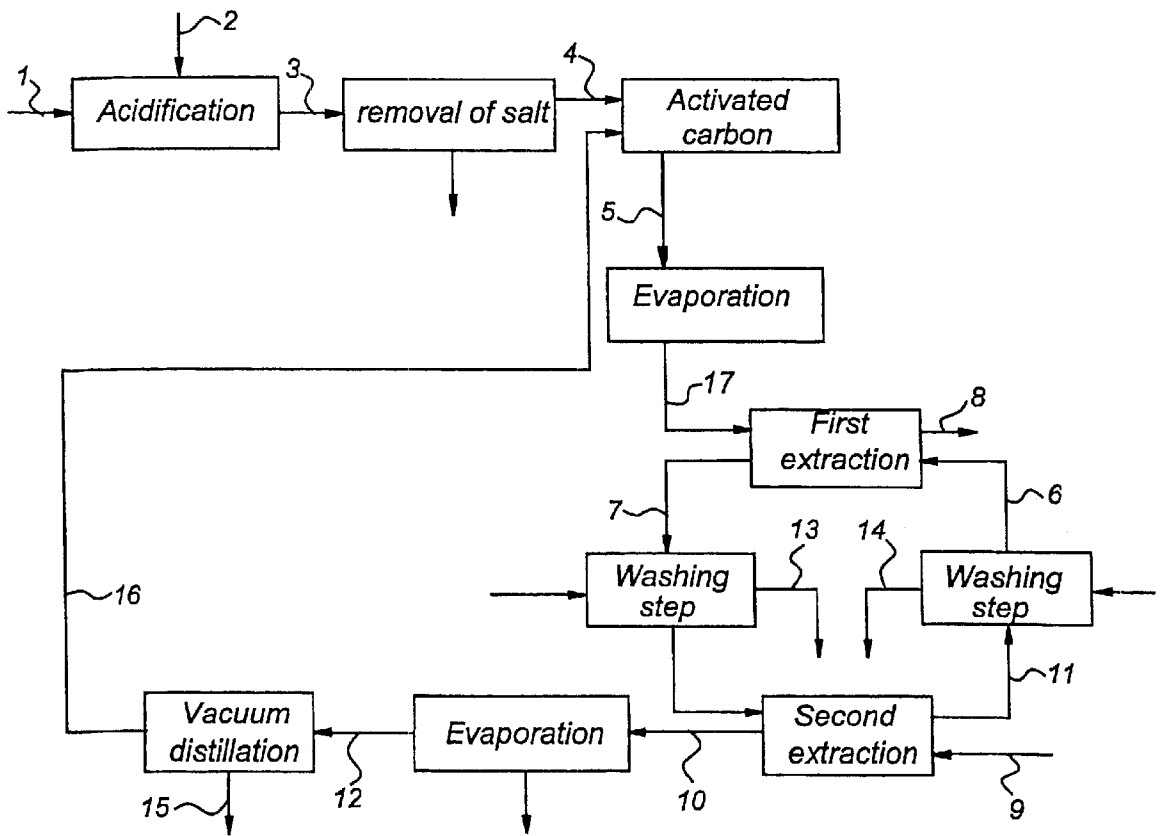 2
1
3
4
Acidification
removal of salt
Activated
carbon
5
Evaporation
17
8
First
extraction
7
6
13
14
Washing
step
Washing
step
16
11
Vacuum
distillation
Evaporation
Second
extraction
15
12
10
9